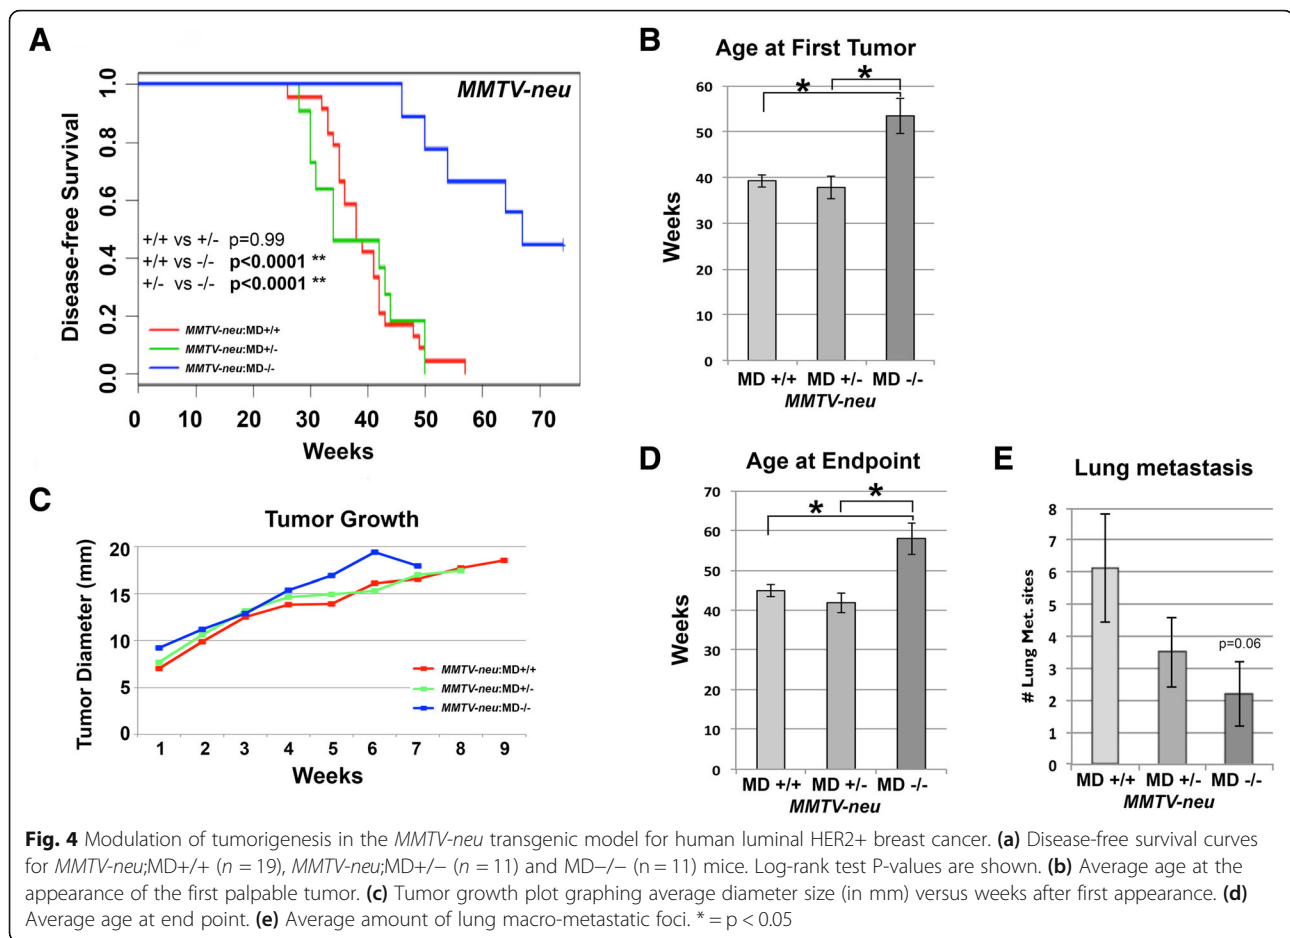 A
MMTV-neu
Disease-free Survival
1.0
0.8
0.6
0.4
0.2
0.0
+/+ vs +/- p=0.99
+/+ vs -/- p<0.0001 **
+/- vs -/- p<0.0001 **
MMTV-neu:MD+/+
MMTV-neu:MD+/-
MMTV-neu:MD-/-
0 10 20 30 40 50 60 70
Weeks
B
Age at First Tumor
* *
Weeks
60
50
40
30
20
10
0
MD +/+ MD +/- MD -/-
MMTV-neu
C
Tumor Growth
Tumor Diameter (mm)
20
15
10
5
0
MMTV-neu:MD+/+
MMTV-neu:MD+/-
MMTV-neu:MD-/-
1 2 3 4 5 6 7 8 9
Weeks
D
Age at Endpoint
* *
Weeks
70
60
50
40
30
20
10
0
MD +/+ MD +/- MD -/-
MMTV-neu
E
Lung metastasis
# Lung Met. sites
8
7
6
5
4
3
2
1
0
p=0.06
MD +/+ MD +/- MD -/-
MMTV-neu
Fig. 4 Modulation of tumorigenesis in the MMTV-neu transgenic model for human luminal HER2+ breast cancer. (a) Disease-free survival curves
for MMTV-neu;MD+/+ (n = 19), MMTV-neu;MD+/− (n = 11) and MD−/− (n = 11) mice. Log-rank test P-values are shown. (b) Average age at the
appearance of the first palpable tumor. (c) Tumor growth plot graphing average diameter size (in mm) versus weeks after first appearance. (d)
Average age at end point. (e) Average amount of lung macro-metastatic foci. * = p < 0.05